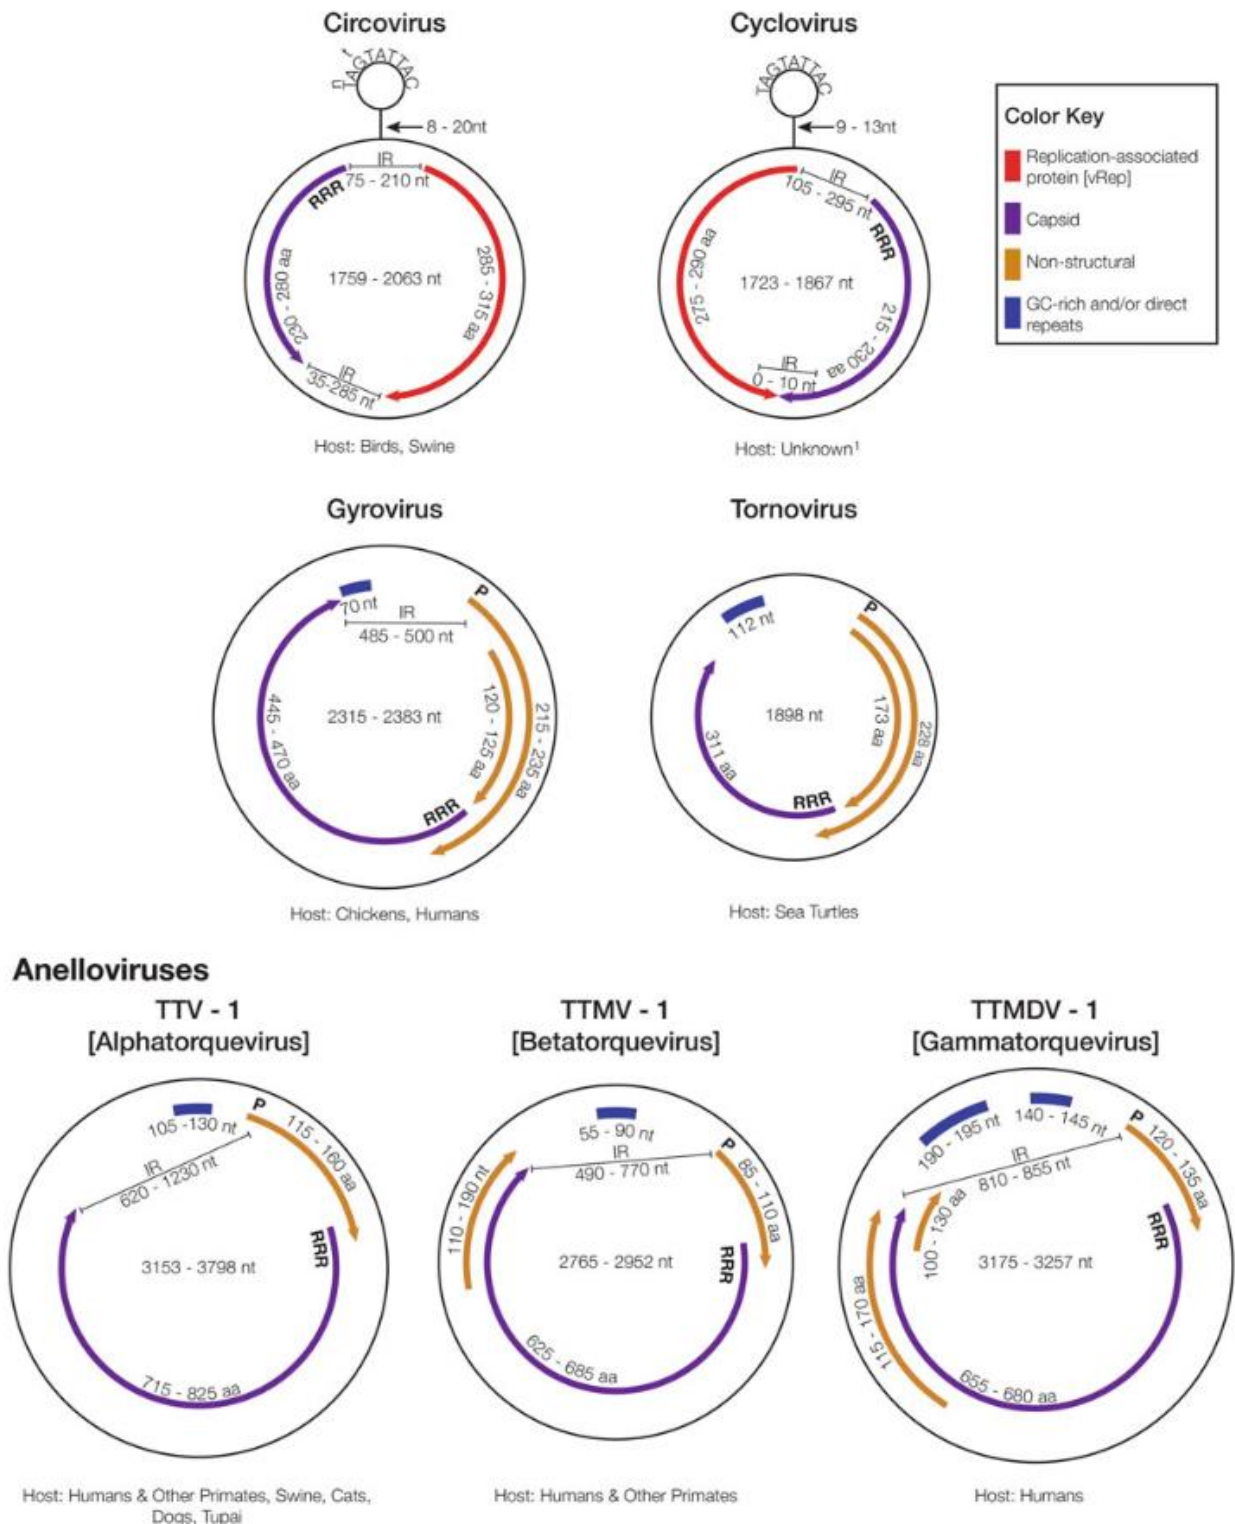 Circovirus
n
t
TAGTATTAC
8 - 20nt
IR
75 - 210 nt
RRR
230 - 280 aa
1759 - 2063 nt
285 - 315 aa
IR
35-285 nt
Host: Birds, Swine
Cyclovirus
TAGTATTAC
9 - 13nt
IR
105 - 295 nt
RRR
275 - 290 aa
1723 - 1867 nt
215 - 230 aa
IR
0 - 10 nt
Host: Unknown¹
Color Key
Replication-associated
protein [vRep]
Capsid
Non-structural
GC-rich and/or direct
repeats
Gyrovirus
P
70 nt
IR
485 - 500 nt
445 - 470 aa
2315 - 2383 nt
120 - 125 aa
215 - 235 aa
RRR
Host: Chickens, Humans
Tornovirus
P
112 nt
311 aa
1898 nt
173 aa
228 aa
RRR
Host: Sea Turtles
Anelloviruses
TTV - 1
[Alphatorquevirus]
P
105 -130 nt
115 - 160 aa
IR
620 - 1230 nt
RRR
3153 - 3798 nt
715 - 825 aa
Host: Humans & Other Primates, Swine, Cats,
Dogs, Tupai
TTMV - 1
[Betatorquevirus]
55 - 90 nt
P
IR
490 - 770 nt
85 - 110 aa
110 - 190 nt
RRR
2765 - 2952 nt
625 - 685 aa
Host: Humans & Other Primates
TTMDV - 1
[Gammatorquevirus]
190 - 195 nt
140 - 145 nt
P
120 - 135 aa
IR
810 - 855 nt
100 - 130 aa
RRR
3175 - 3257 nt
115 - 170 aa
655 - 680 aa
Host: Humans